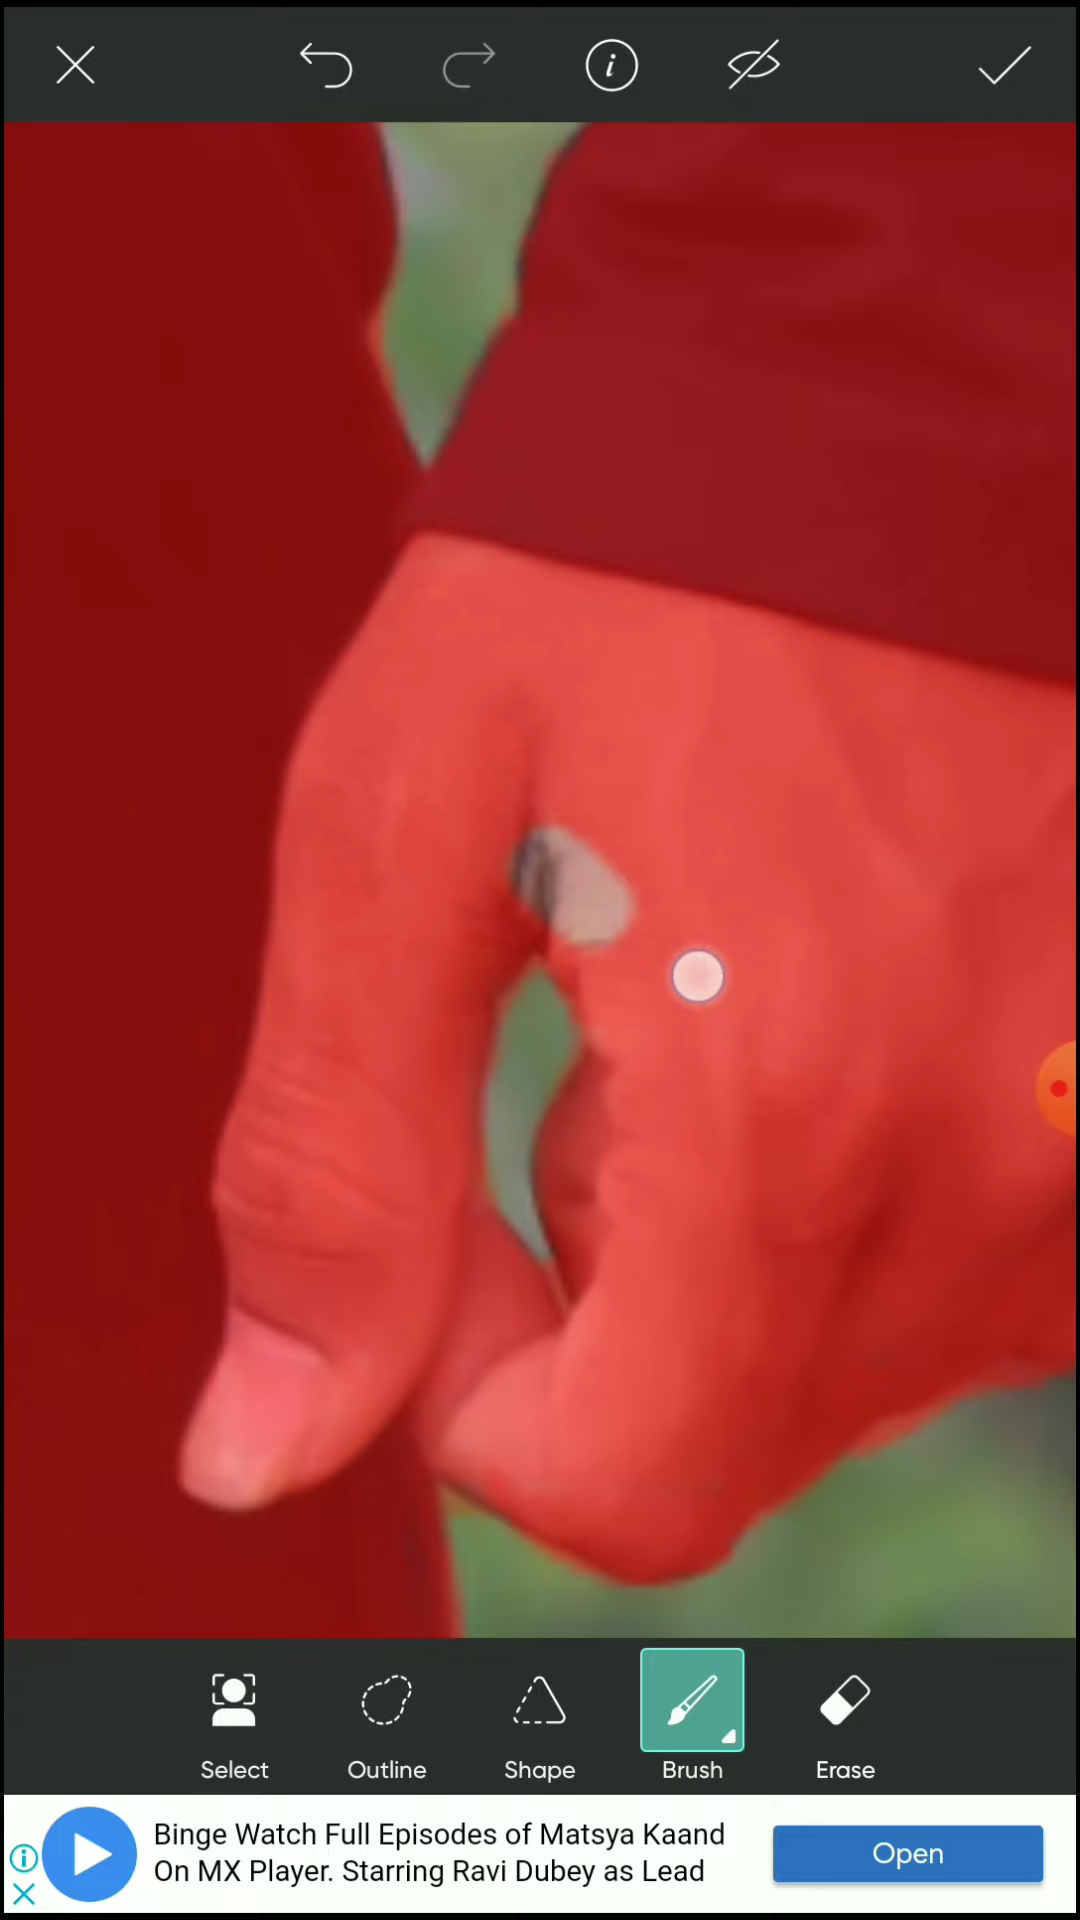 Select Outline Shape Brush Erase
Binge Watch Full Episodes of Matsya Kaand
On MX Player. Starring Ravi Dubey as Lead
Open